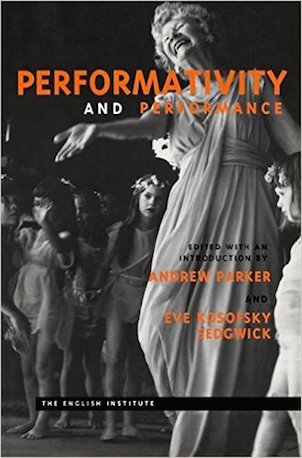 PERFORMATIVITY
AND PERFORMANCE
EDITED WITH AN
INTRODUCTION BY
ANDREW PARKER
AND
EVE KOSOFSKY
SEDGWICK
THE ENGLISH INSTITUTE